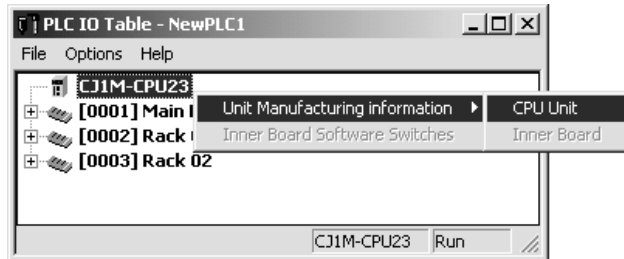 PLC IO Table - NewPLC1
File Options Help
CJ1M-CPU23
[0001] Main
Unit Manufacturing information
CPU Unit
[0002] Rack
Inner Board Software Switches
Inner Board
[0003] Rack 02
CJ1M-CPU23 Run